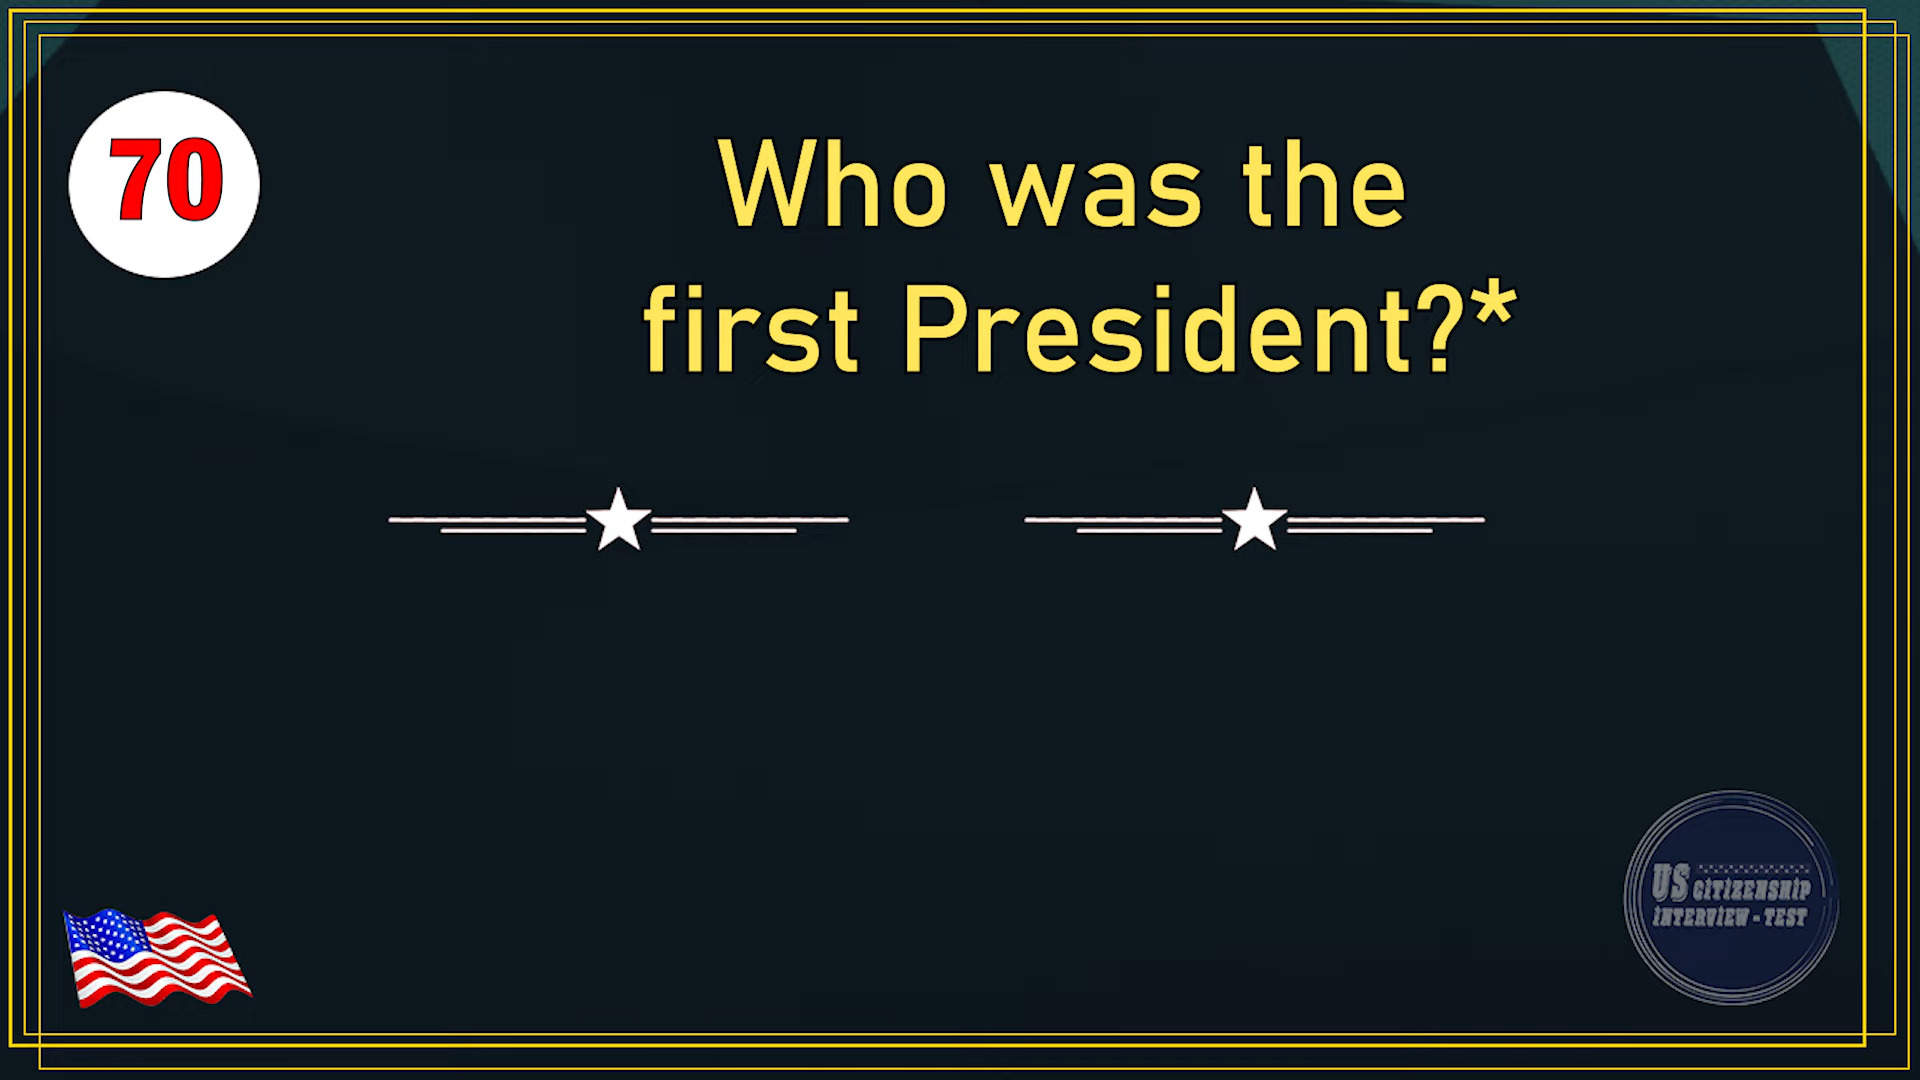 70
Who was the
first President?*
US CITIZENSHIP
INTERVIEW - TEST